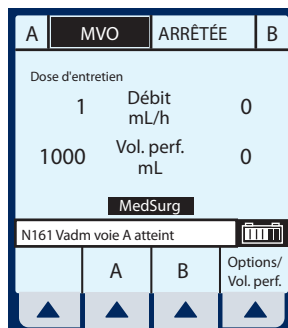 A MVO ARRÊTÉE B
Dose d'entretien
1 Débit 0
mL/h
1000 Vol. perf. 0
mL
MedSurg
N161 Vadm voie A atteint
A B Options/
Vol. perf.